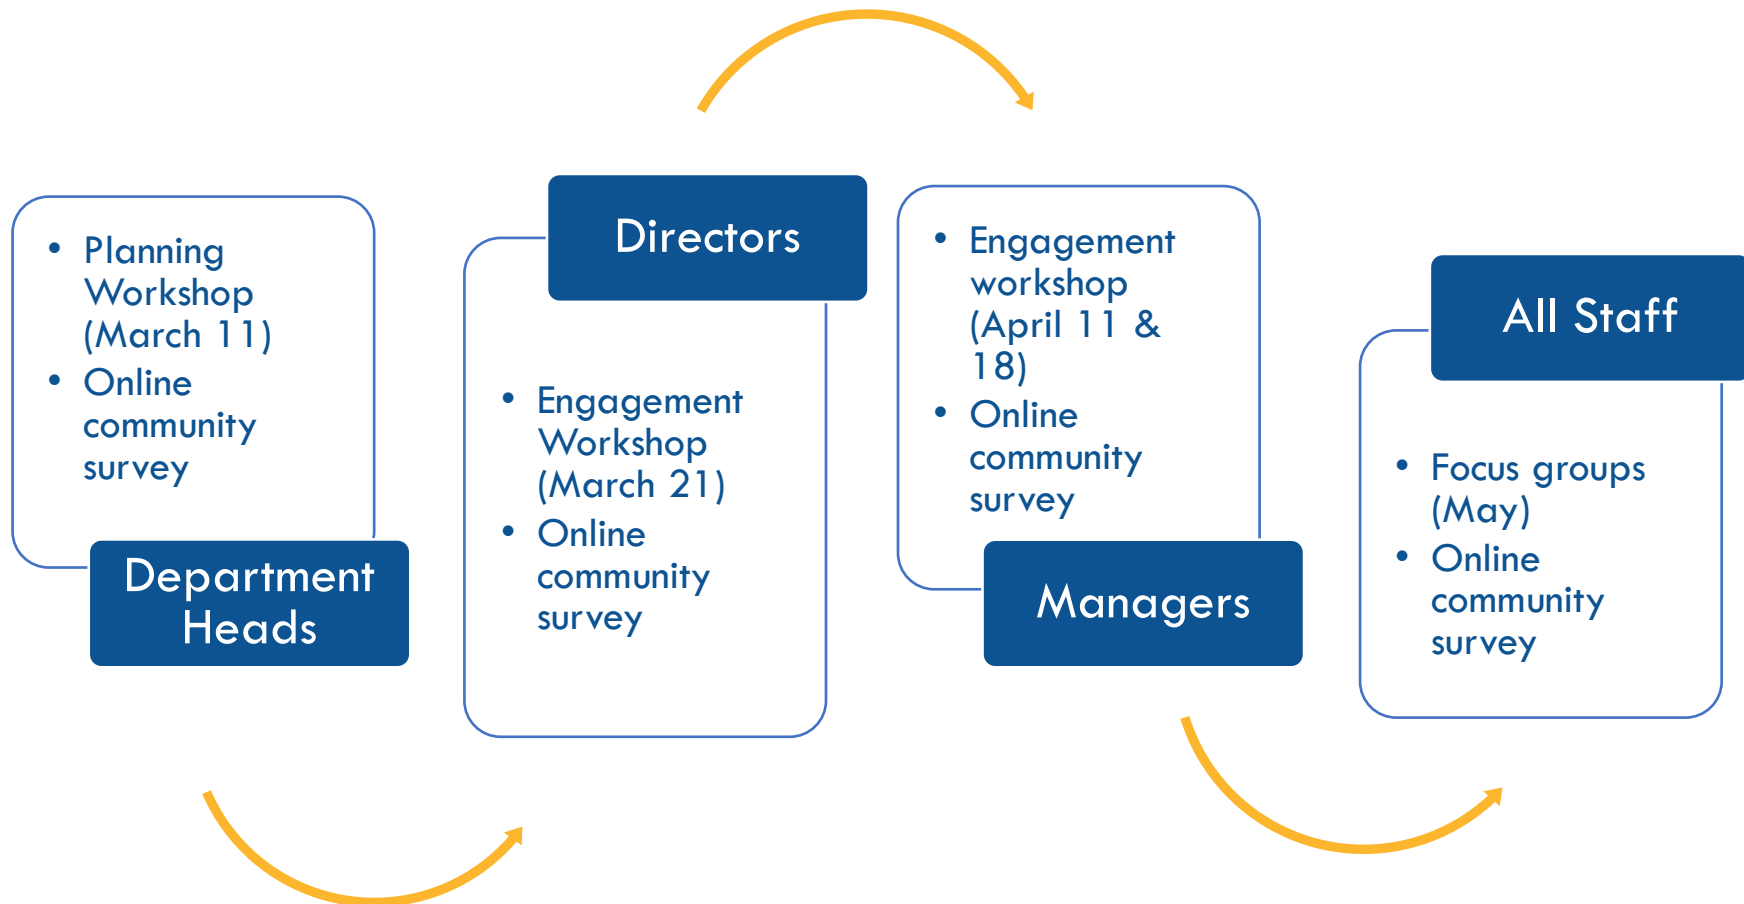 • Planning
Workshop
(March 11)
• Online
community
survey
Department
Heads
Directors
• Engagement
Workshop
(March 21)
• Online
community
survey
• Engagement
workshop
(April 11 &
18)
• Online
community
survey
Managers
All Staff
• Focus groups
(May)
• Online
community
survey